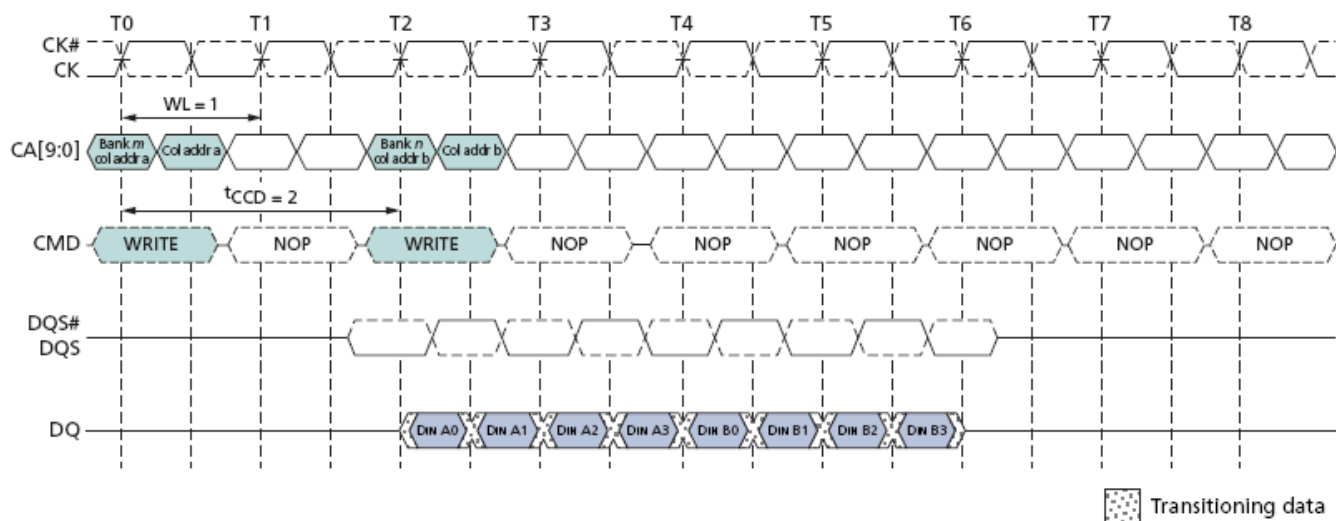 T0 T1 T2 T3 T4 T5 T6 T7 T8
CK#
CK
WL = 1
CA[9:0] Bank m col addr a Col addr a Bank n col addr b Col addr b
tCCD = 2
CMD WRITE NOP WRITE NOP NOP NOP NOP NOP NOP
DQS#
DQS
DQ DIN A0 DIN A1 DIN A2 DIN A3 DIN B0 DIN B1 DIN B2 DIN B3
Transitioning data